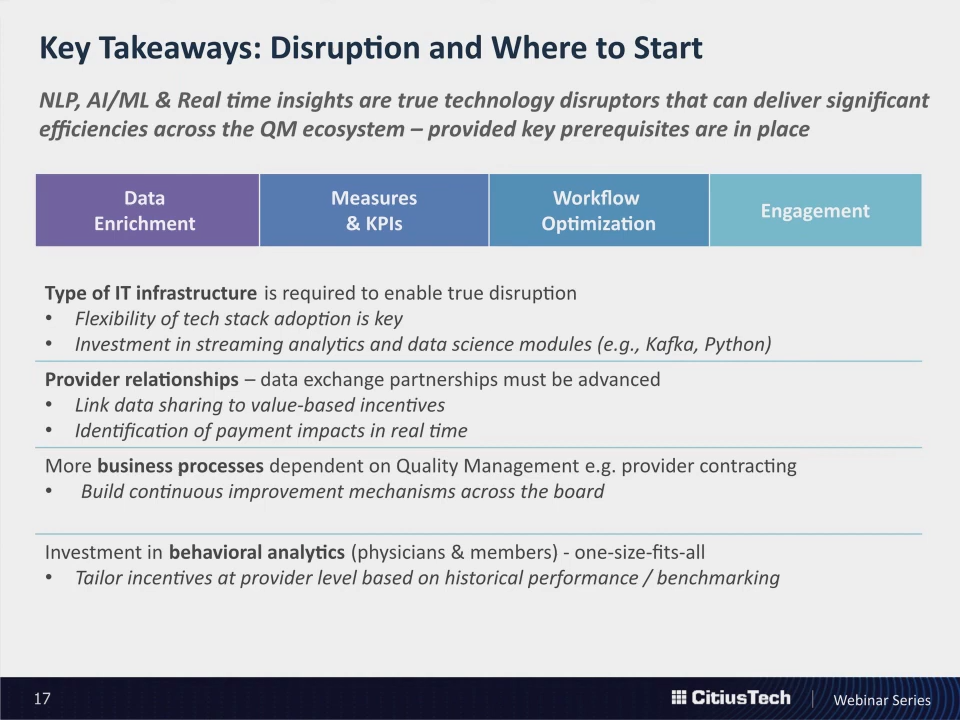 Key Takeaways: Disruption and Where to Start
NLP, AI/ML & Real time insights are true technology disruptors that can deliver significant
efficiencies across the QM ecosystem – provided key prerequisites are in place
Data
Enrichment
Measures
& KPIs
Workflow
Optimization
Engagement
Type of IT infrastructure is required to enable true disruption
• Flexibility of tech stack adoption is key
• Investment in streaming analytics and data science modules (e.g., Kafka, Python)
Provider relationships – data exchange partnerships must be advanced
• Link data sharing to value-based incentives
• Identification of payment impacts in real time
More business processes dependent on Quality Management e.g. provider contracting
• Build continuous improvement mechanisms across the board
Investment in behavioral analytics (physicians & members) - one-size-fits-all
• Tailor incentives at provider level based on historical performance / benchmarking
17
CitiusTech
Webinar Series